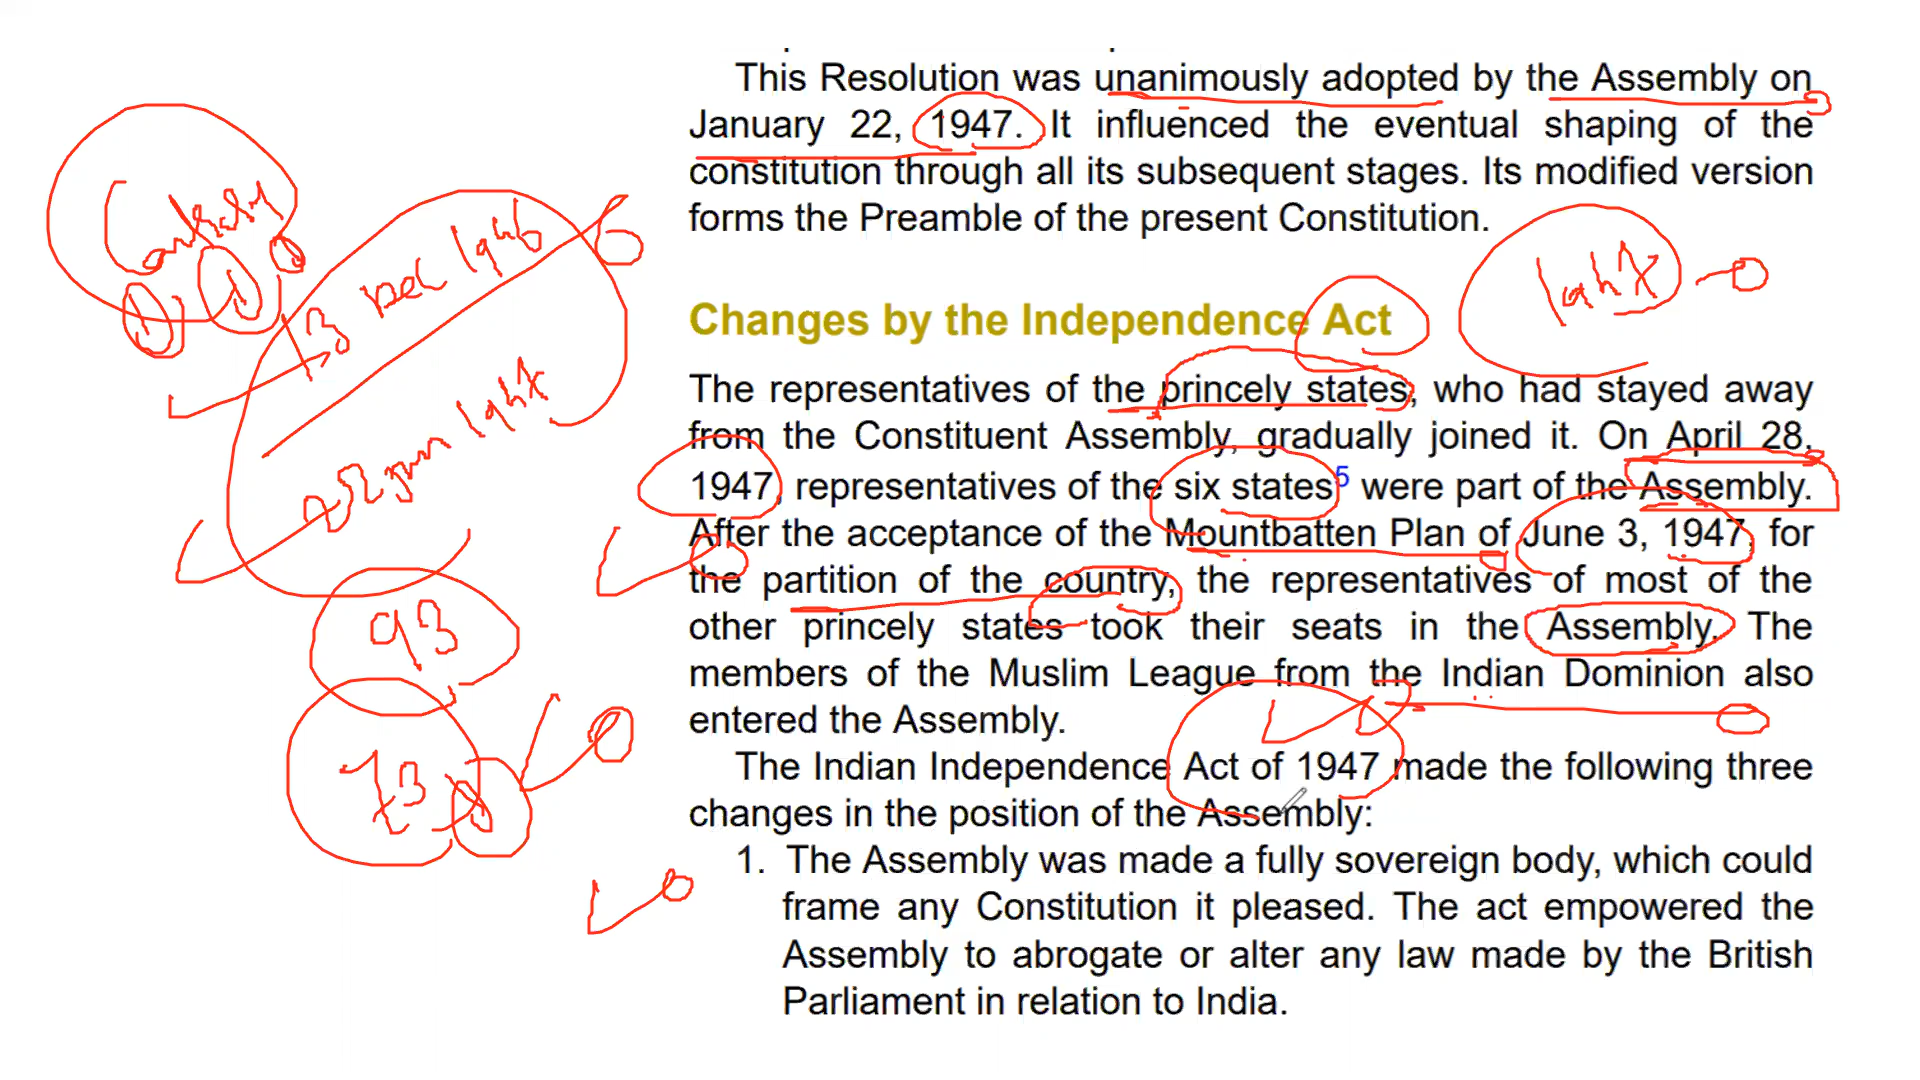 This Resolution was unanimously adopted by the Assembly on
January 22, 1947. It influenced the eventual shaping of the
constitution through all its subsequent stages. Its modified version
forms the Preamble of the present Constitution.
13 Dec 1946
22 Jan 1947
1947
Changes by the Independence Act
The representatives of the princely states, who had stayed away
from the Constituent Assembly, gradually joined it. On April 28,
1947, representatives of the six states5 were part of the Assembly.
After the acceptance of the Mountbatten Plan of June 3, 1947, for
the partition of the country, the representatives of most of the
other princely states took their seats in the Assembly. The
members of the Muslim League from the Indian Dominion also
entered the Assembly.
93
73
The Indian Independence Act of 1947 made the following three
changes in the position of the Assembly:
1. The Assembly was made a fully sovereign body, which could
frame any Constitution it pleased. The act empowered the
Assembly to abrogate or alter any law made by the British
Parliament in relation to India.